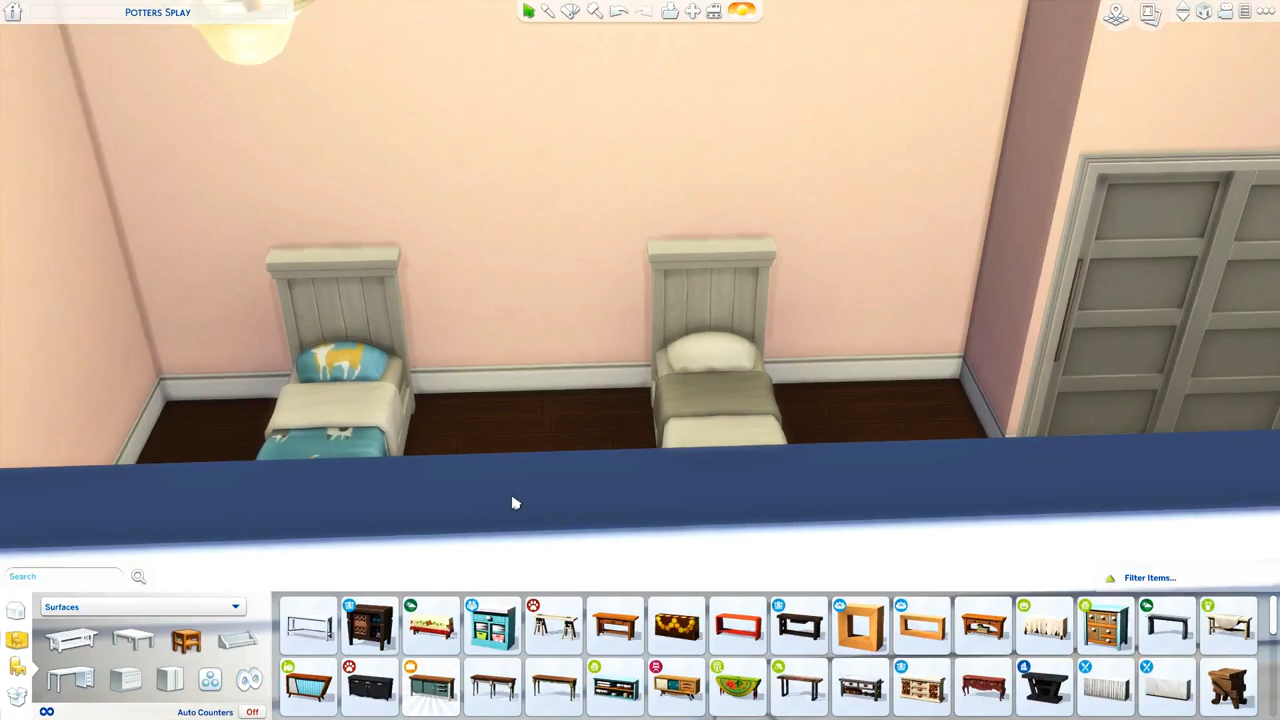 Potters Splay
Search
Filter Items...
Surfaces
Auto Counters
Off